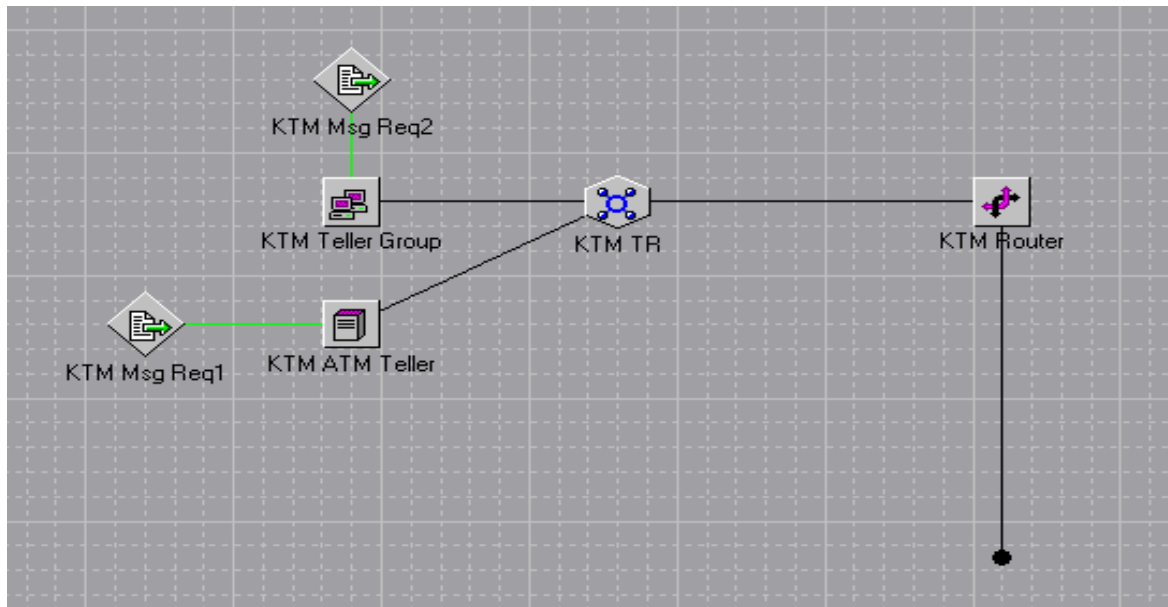 KTM Msg Req2
KTM Teller Group
KTM TR
KTM Router
KTM Msg Req1
KTM ATM Teller